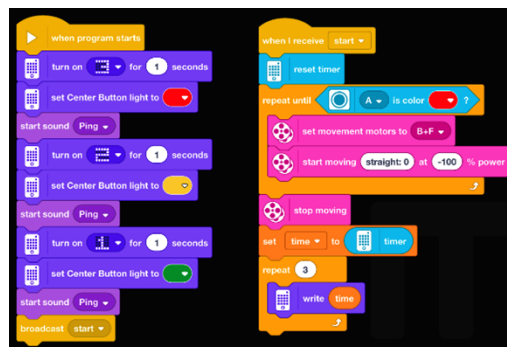 when program starts
turn on for 1 seconds
set Center Button light to
start sound Ping
turn on for 1 seconds
set Center Button light to
start sound Ping
turn on for 1 seconds
set Center Button light to
start sound Ping
broadcast start
when I receive start
reset timer
repeat until A is color ?
set movement motors to B+F
start moving straight: 0 at -100 % power
stop moving
set time to timer
repeat 3
write time